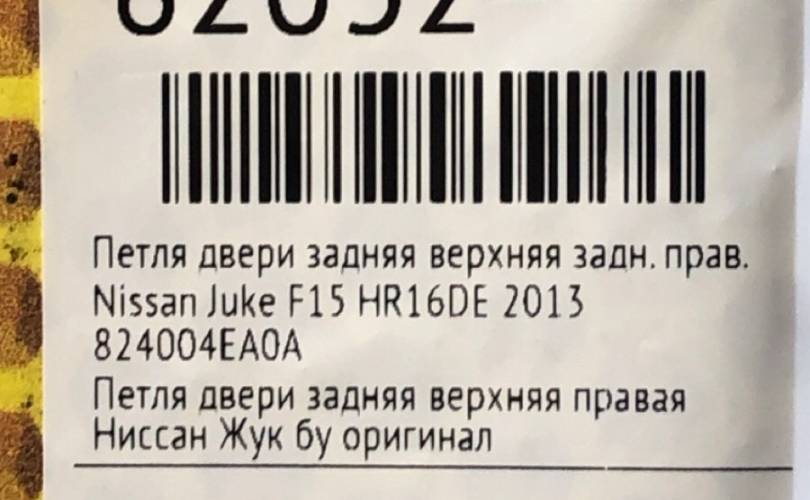 82052
Петля двери задняя верхняя задн. прав.
Nissan Juke F15 HR16DE 2013
824004EA0A
Петля двери задняя верхняя правая
Ниссан Жук бу оригинал